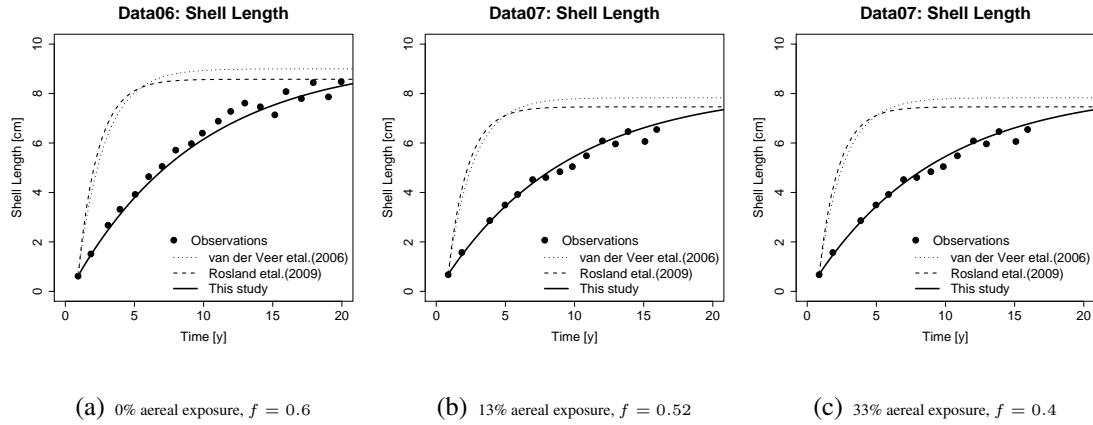 Data06: Shell Length
Shell Length [cm]
0 2 4 6 8 10
Observations
van der Veer etal.(2006)
Rosland etal.(2009)
This study
0 5 10 15 20
Time [y]
(a) 0% aereal exposure, f = 0.6
Data07: Shell Length
Shell Length [cm]
0 2 4 6 8 10
Observations
van der Veer etal.(2006)
Rosland etal.(2009)
This study
0 5 10 15 20
Time [y]
(b) 13% aereal exposure, f = 0.52
Data07: Shell Length
Shell Length [cm]
0 2 4 6 8 10
Observations
van der Veer etal.(2006)
Rosland etal.(2009)
This study
0 5 10 15 20
Time [y]
(c) 33% aereal exposure, f = 0.4